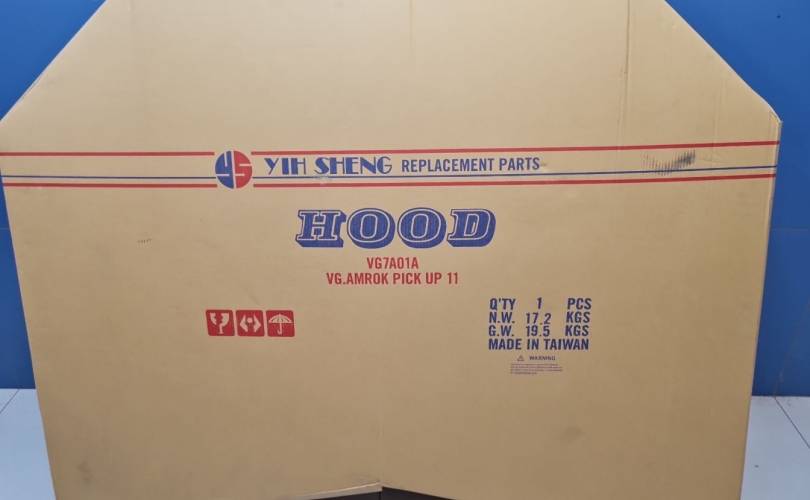 YS YIH SHENG REPLACEMENT PARTS
HOOD
VG7A01A
VG.AMROK PICK UP 11
Q'TY 1 PCS
N.W. 17.2 KGS
G.W. 19.5 KGS
MADE IN TAIWAN
WARNING